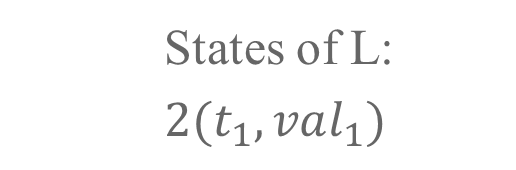 States of L:
2(t₁, val₁)